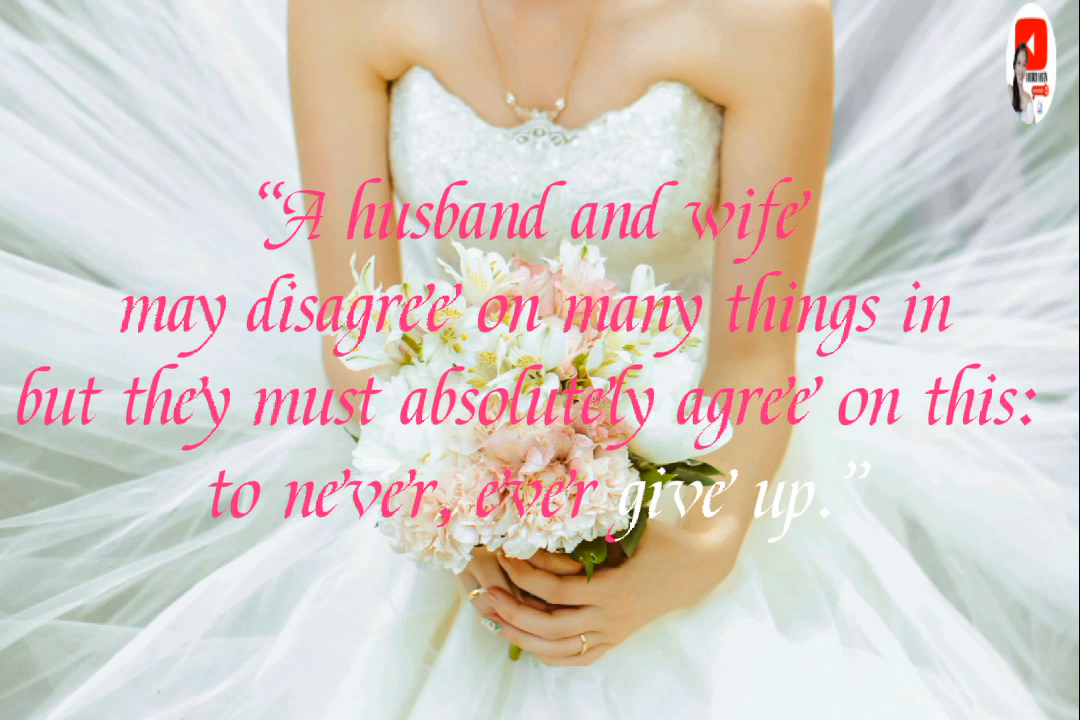 “A husband and wife
may disagree on many things in
but they must absolutely agree on this:
to never, ever give up.”